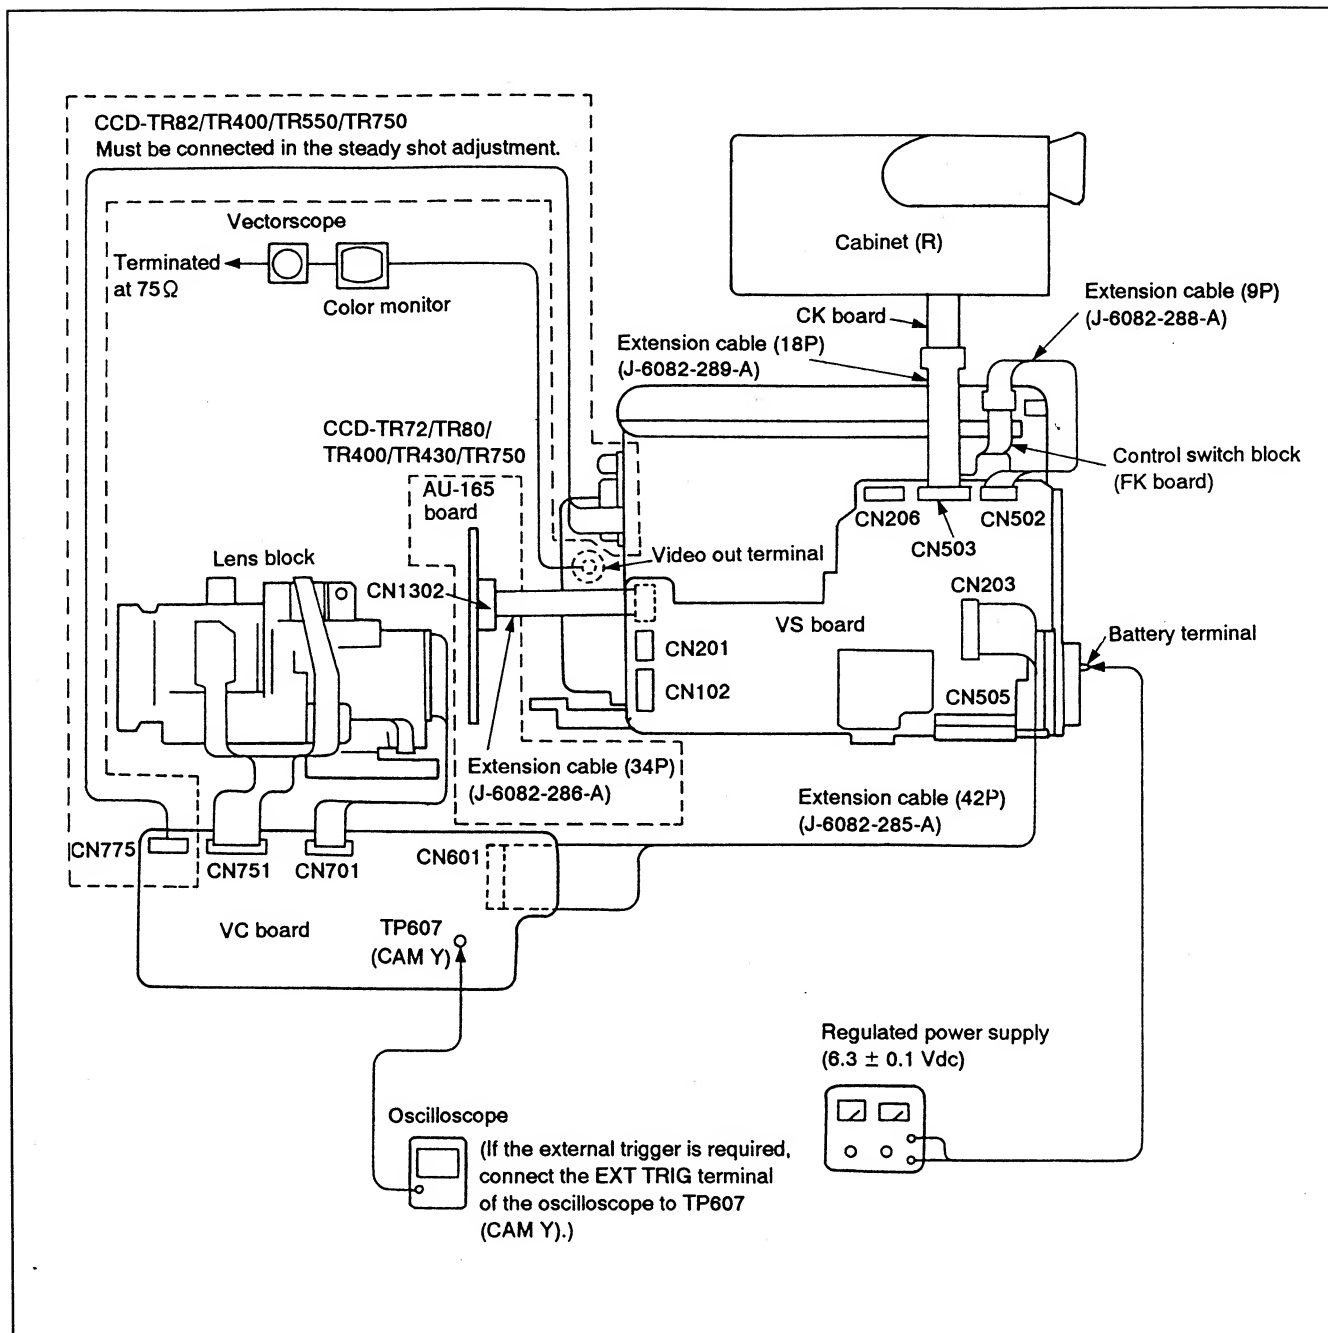 CCD-TR82/TR400/TR550/TR750
Must be connected in the steady shot adjustment.
Vectorscope
Terminated
at 75Ω
Color monitor
Cabinet (R)
CK board
Extension cable (9P)
(J-6082-288-A)
Extension cable (18P)
(J-6082-289-A)
CCD-TR72/TR80/
TR400/TR430/TR750
AU-165
board
Control switch block
(FK board)
CN206
CN502
CN503
Lens block
Video out terminal
CN1302
CN203
VS board
Battery terminal
CN201
CN102
CN505
Extension cable (34P)
(J-6082-286-A)
Extension cable (42P)
(J-6082-285-A)
CN775
CN751
CN701
CN601
VC board
TP607
(CAM Y)
Regulated power supply
(6.3 ± 0.1 Vdc)
Oscilloscope
(If the external trigger is required,
connect the EXT TRIG terminal
of the oscilloscope to TP607
(CAM Y).)